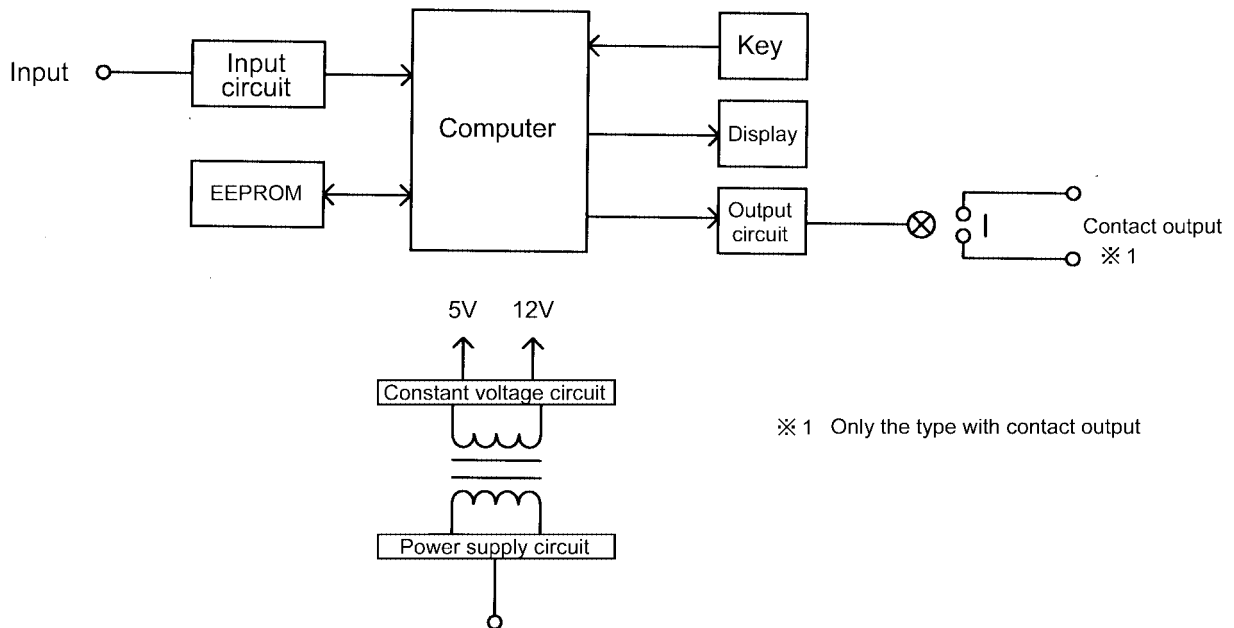 Input
Input
circuit
Computer
Key
Display
EEPROM
Output
circuit
Contact output
※ 1
5V 12V
Constant voltage circuit
※ 1 Only the type with contact output
Power supply circuit